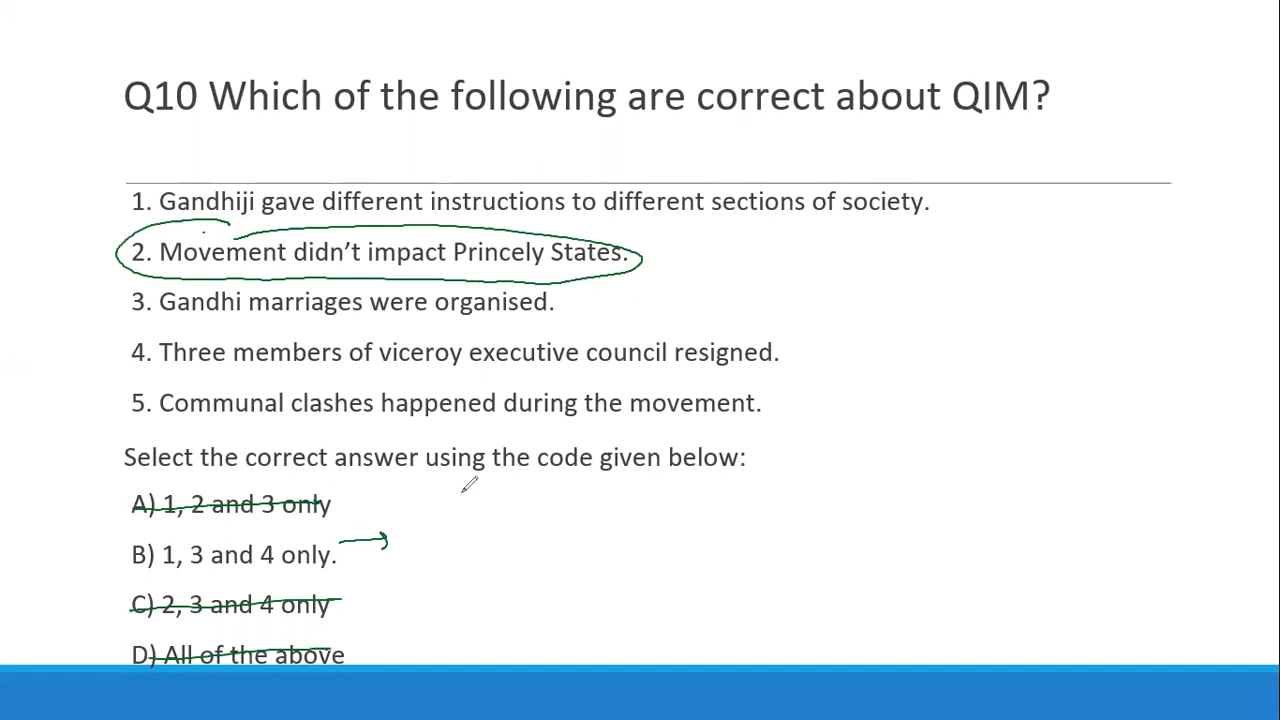 Q10 Which of the following are correct about QIM?
1. Gandhiji gave different instructions to different sections of society.
2. Movement didn’t impact Princely States.
3. Gandhi marriages were organised.
4. Three members of viceroy executive council resigned.
5. Communal clashes happened during the movement.
Select the correct answer using the code given below:
A) 1, 2 and 3 only
B) 1, 3 and 4 only.
C) 2, 3 and 4 only
D) All of the above